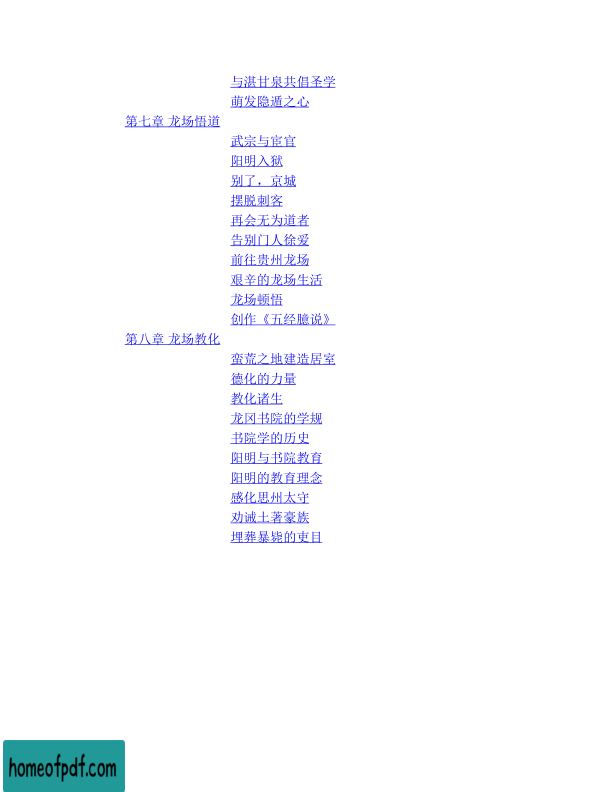 与湛甘泉共倡圣学
萌发隐遁之心
第七章 龙场悟道
武宗与宦官
阳明入狱
别了，京城
摆脱刺客
再会无为道者
告别门人徐爱
前往贵州龙场
艰辛的龙场生活
龙场顿悟
创作《五经臆说》
第八章 龙场教化
蛮荒之地建造居室
德化的力量
教化诸生
龙冈书院的学规
书院学的历史
阳明与书院教育
阳明的教育理念
感化思州太守
劝诫土著豪族
埋葬暴毙的吏目
homeofpdf.com